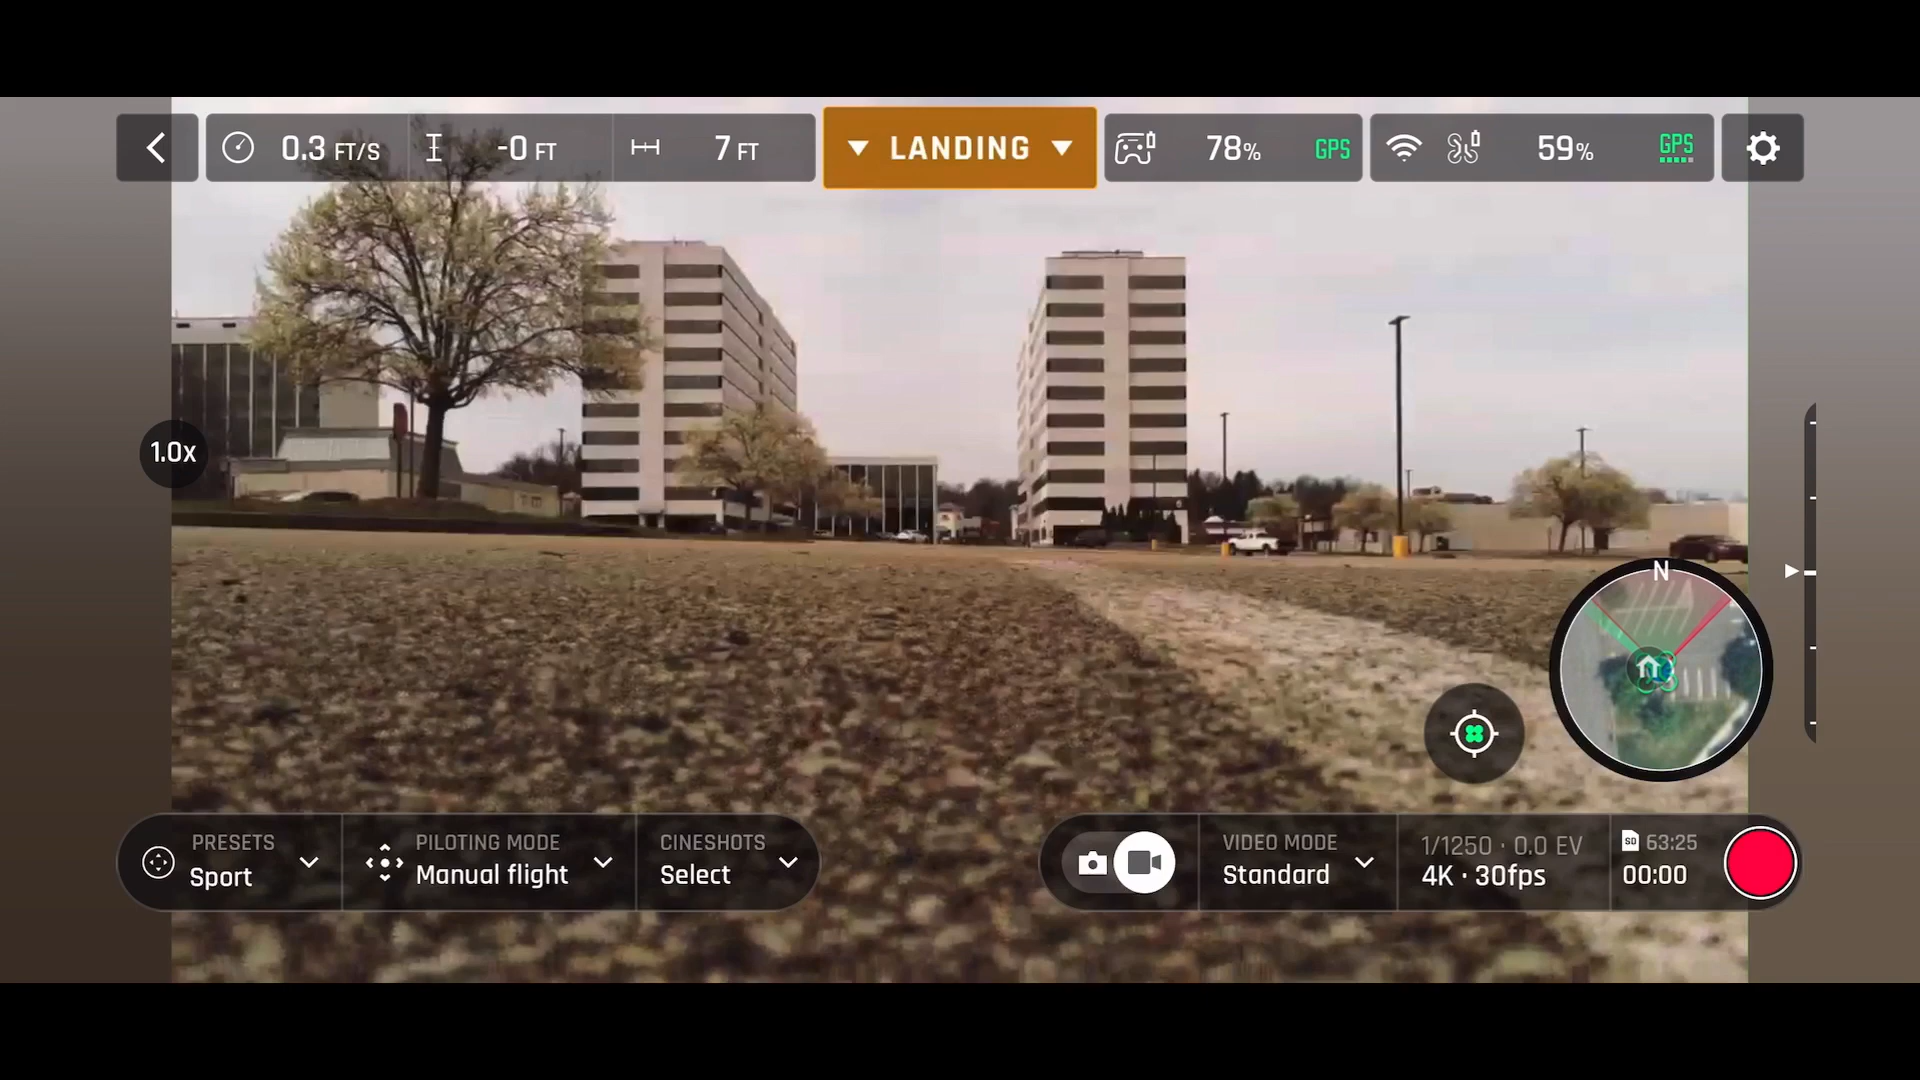 0.3 FT/S
-0 FT
7 FT
LANDING
78%
GPS
59%
GPS
1.0x
N
PRESETS
Sport
PILOTING MODE
Manual flight
CINESHOTS
Select
VIDEO MODE
Standard
1/1250 · 0.0 EV
4K · 30fps
SD 63:25
00:00